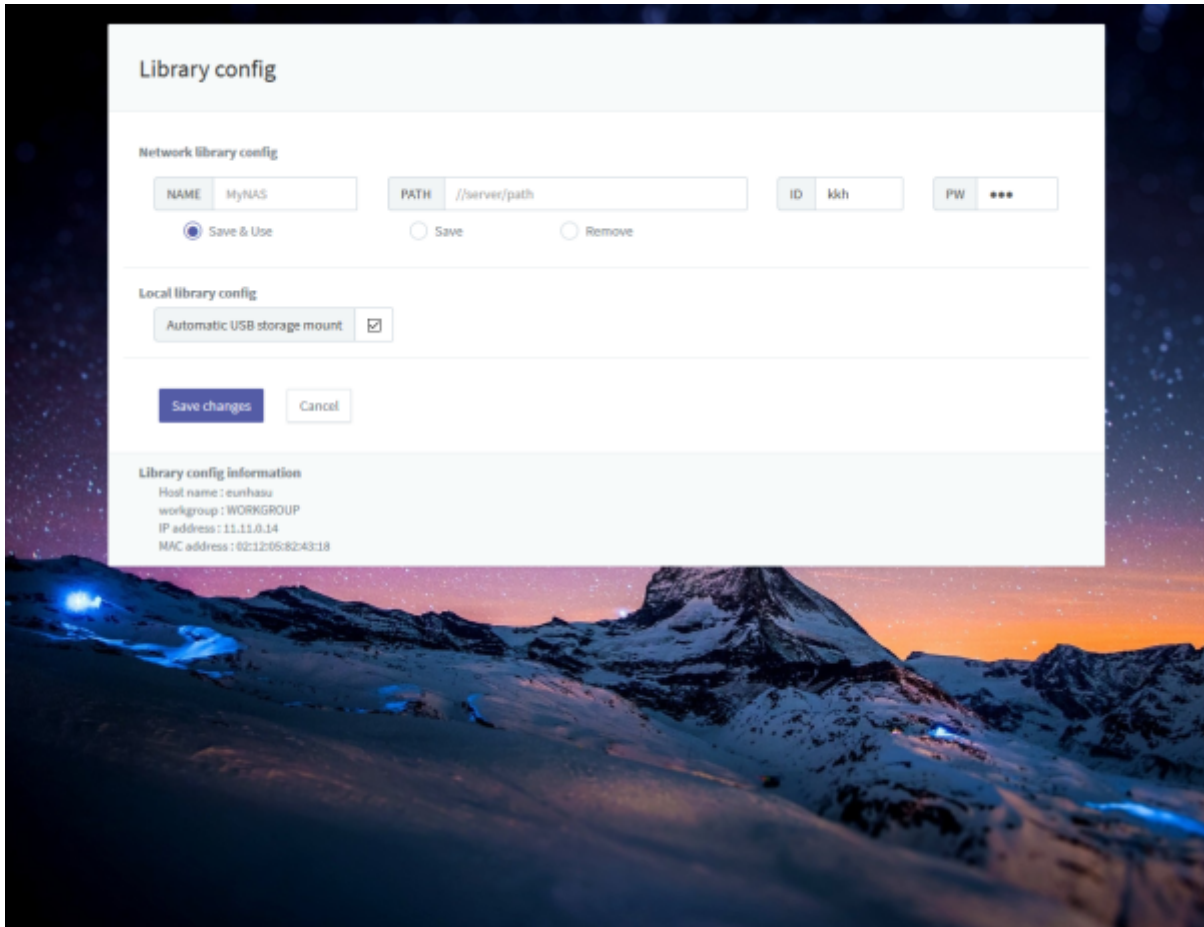 Library config
Network library config
NAME MyNAS PATH //server/path ID kkh PW •••
Save & Use Save Remove
Local library config
Automatic USB storage mount
Save changes Cancel
Library config information
Host name : eunhasu
workgroup : WORKGROUP
IP address : 11.11.0.14
MAC address : 02:12:05:82:43:18